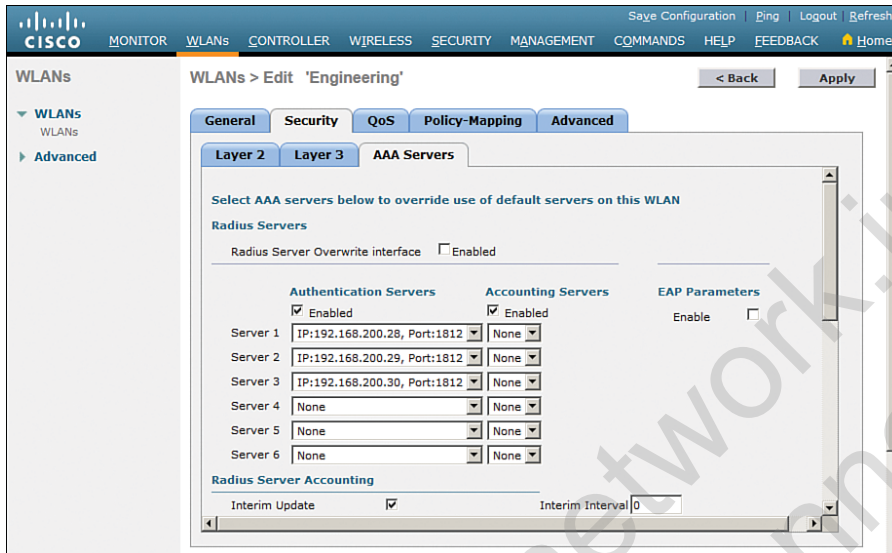 Save Configuration | Ping | Logout | Refresh
CISCO MONITOR WLANs CONTROLLER WIRELESS SECURITY MANAGEMENT COMMANDS HELP FEEDBACK Home
WLANs
WLANs > Edit 'Engineering'
< Back Apply
WLANs
WLANs
Advanced
General Security QoS Policy-Mapping Advanced
Layer 2 Layer 3 AAA Servers
Select AAA servers below to override use of default servers on this WLAN
Radius Servers
Radius Server Overwrite interface Enabled
Authentication Servers Accounting Servers EAP Parameters
Enabled Enabled Enable
Server 1 IP:192.168.200.28, Port:1812 None
Server 2 IP:192.168.200.29, Port:1812 None
Server 3 IP:192.168.200.30, Port:1812 None
Server 4 None None
Server 5 None None
Server 6 None None
Radius Server Accounting
Interim Update Interim Interval 0